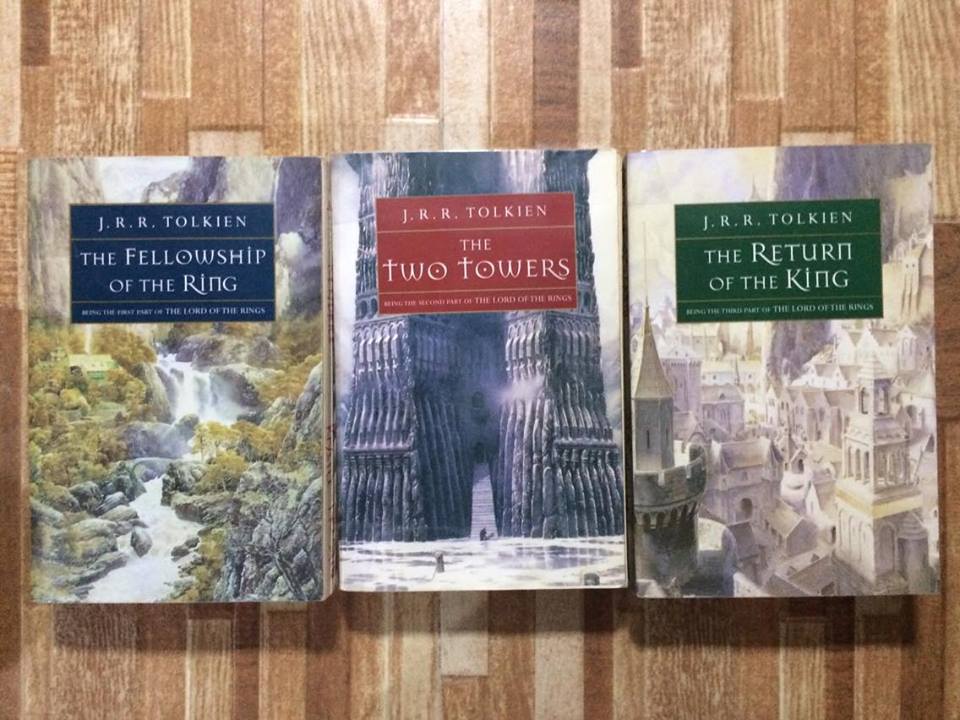 J.R.R. TOLKIEN
THE FELLOWSHIP
OF THE RING
BEING THE FIRST PART OF THE LORD OF THE RINGS
J.R.R. TOLKIEN
THE
TWO TOWERS
BEING THE SECOND PART OF THE LORD OF THE RINGS
J.R.R. TOLKIEN
THE RETURN
OF THE KING
BEING THE THIRD PART OF THE LORD OF THE RINGS